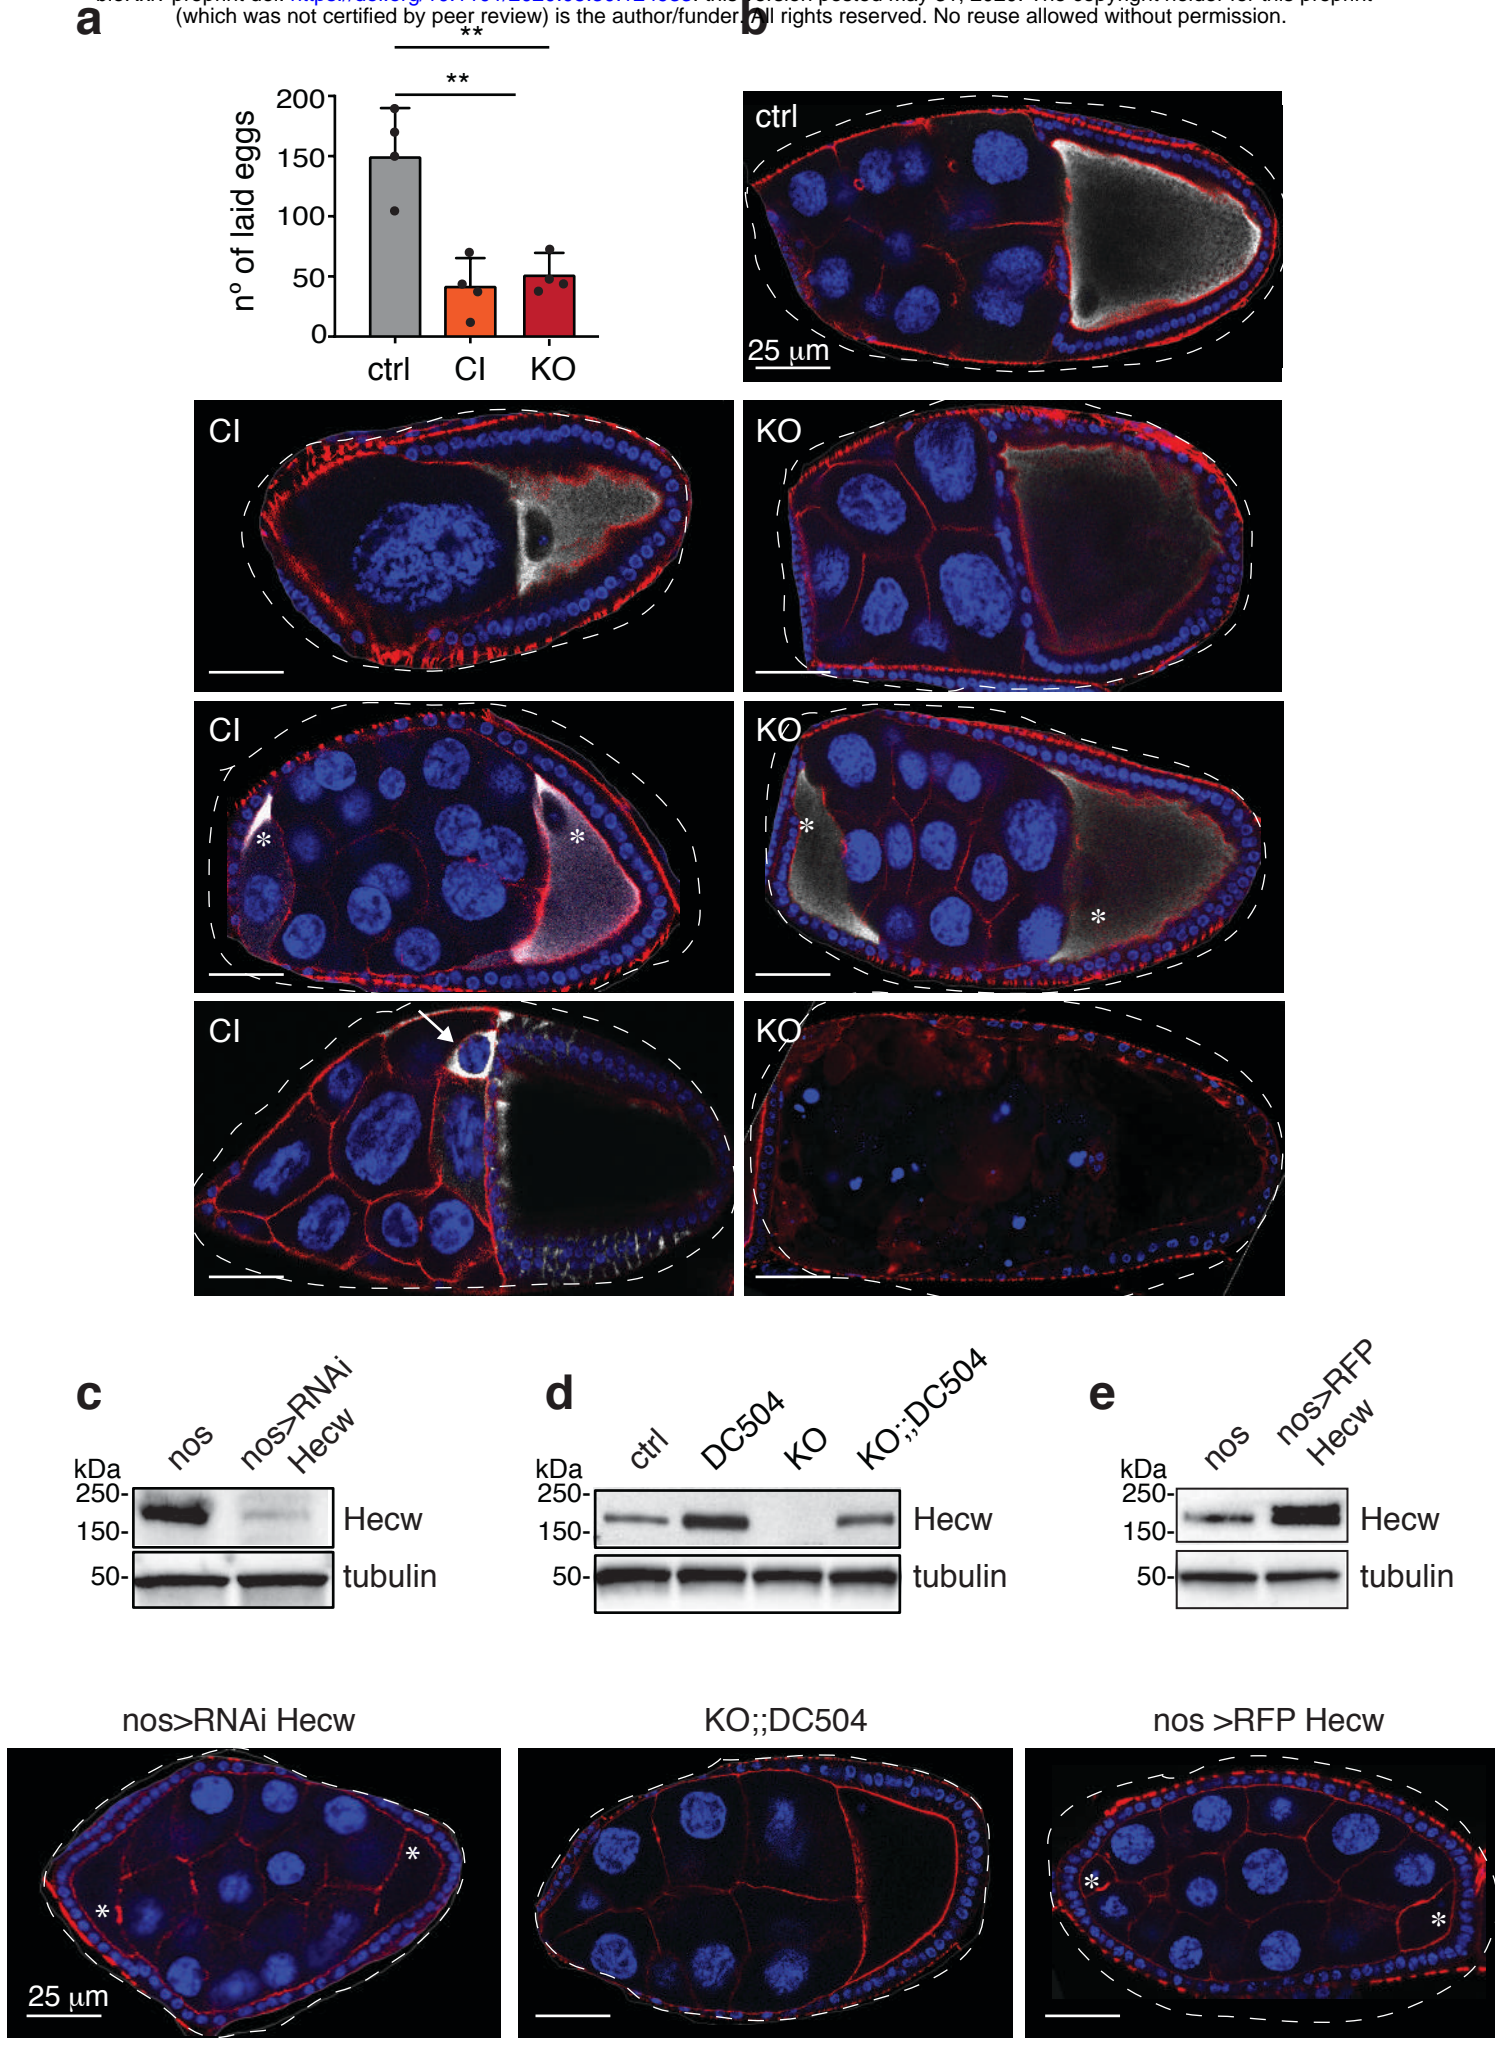 (which was not certified by peer review) is the author/funder. All rights reserved. No reuse allowed without permission.
a
b
**
**
nº of laid eggs
200
150
100
50
0
ctrl
CI
KO
ctrl
25 µm
CI
KO
CI
*
*
KO
*
*
CI
KO
c
nos
nos>RNAi
Hecw
kDa
250-
150-
50-
Hecw
tubulin
d
ctrl
DC504
KO
KO;;DC504
kDa
250-
150-
50-
Hecw
tubulin
e
nos
nos>RFP
Hecw
kDa
250-
150-
50-
Hecw
tubulin
nos>RNAi Hecw
*
*
25 µm
KO;;DC504
nos >RFP Hecw
*
*